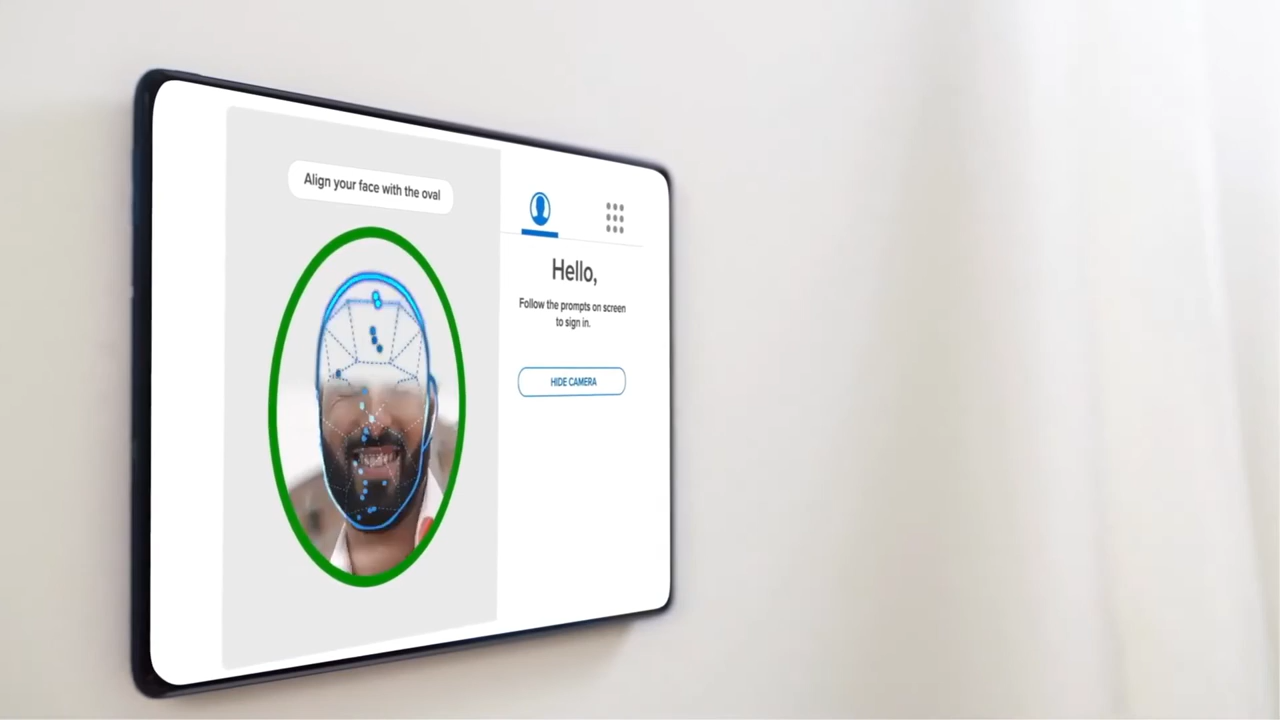 Align your face with the oval
Hello,
Follow the prompts on screen
to sign in.
HIDE CAMERA